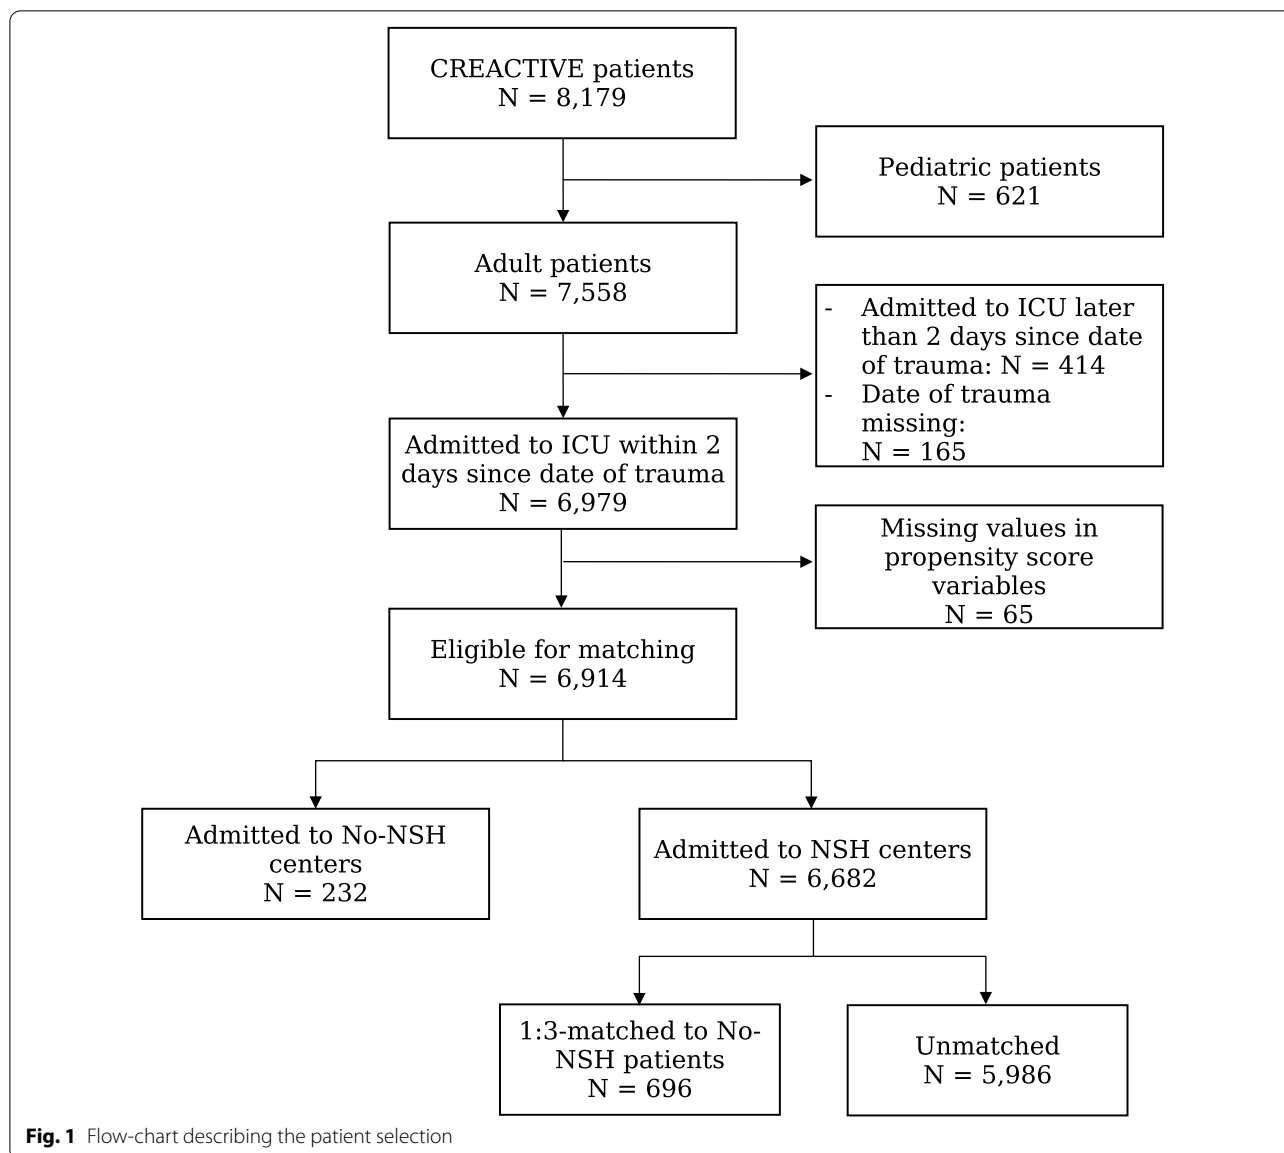 CREACTIVE patients
N = 8,179
Pediatric patients
N = 621
Adult patients
N = 7,558
- Admitted to ICU later
than 2 days since date
of trauma: N = 414
- Date of trauma
missing:
N = 165
Admitted to ICU within 2
days since date of trauma
N = 6,979
Missing values in
propensity score
variables
N = 65
Eligible for matching
N = 6,914
Admitted to No-NSH
centers
N = 232
Admitted to NSH centers
N = 6,682
1:3-matched to No-
NSH patients
N = 696
Unmatched
N = 5,986
Fig. 1 Flow-chart describing the patient selection